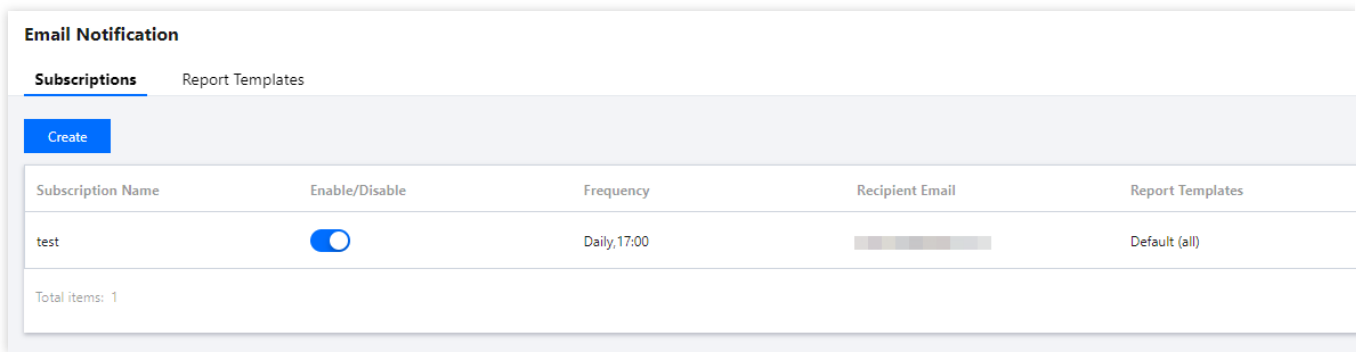 Email Notification
Subscriptions Report Templates
Create
Subscription Name Enable/Disable Frequency Recipient Email Report Templates
test Daily,17:00 Default (all)
Total items: 1